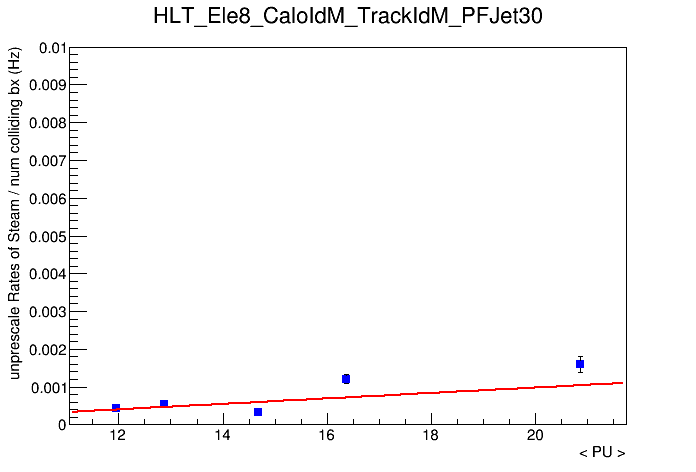 HLT_Ele8_CaloIdM_TrackIdM_PFJet30
unprescale Rates of Steam / num colliding bx (Hz)
0.01
0.009
0.008
0.007
0.006
0.005
0.004
0.003
0.002
0.001
0
12 14 16 18 20
< PU >